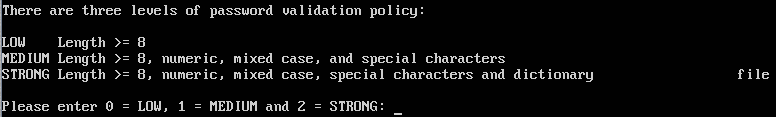 There are three levels of password validation policy:
LOW    Length >= 8
MEDIUM Length >= 8, numeric, mixed case, and special characters
STRONG Length >= 8, numeric, mixed case, special characters and dictionary                  file
Please enter 0 = LOW, 1 = MEDIUM and 2 = STRONG: _